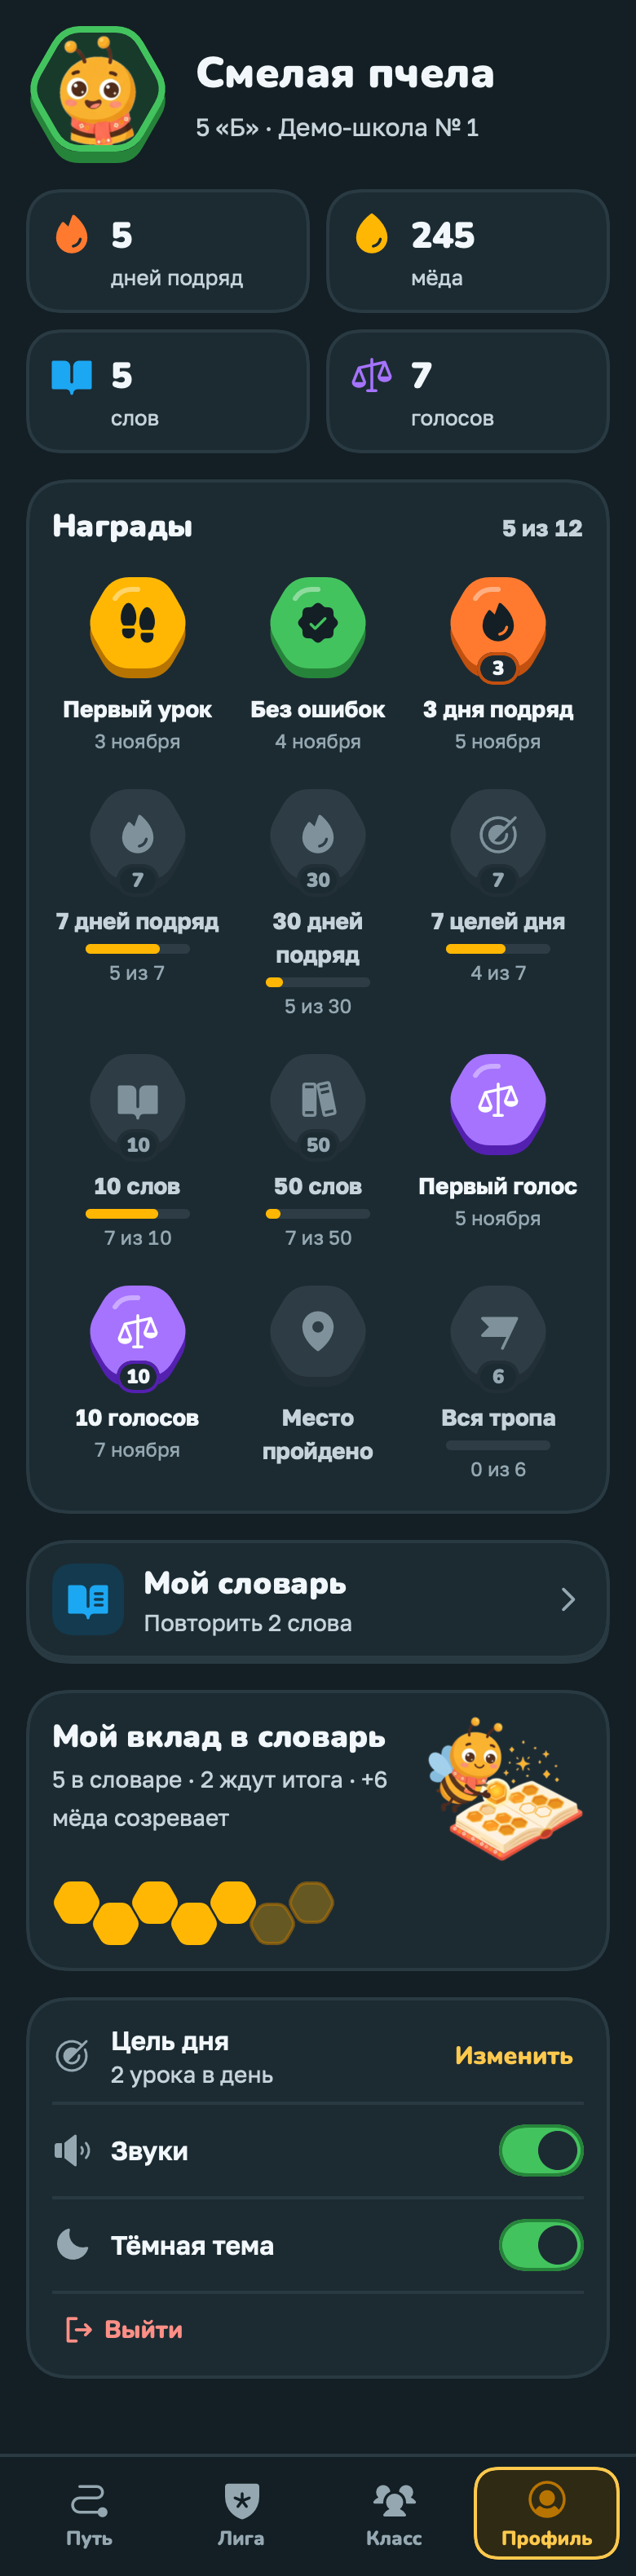 Смелая пчела
5 «Б» · Демо-школа № 1
5
дней подряд
245
мёда
5
слов
7
голосов
Награды
5 из 12
3
Первый урок
Без ошибок
3 дня подряд
3 ноября
4 ноября
5 ноября
7
30
7
7 дней подряд
30 дней
подряд
7 целей дня
5 из 7
5 из 30
4 из 7
10
50
10 слов
50 слов
Первый голос
7 из 10
7 из 50
5 ноября
10
6
10 голосов
Место
пройдено
Вся тропа
7 ноября
0 из 6
Мой словарь
Повторить 2 слова
Мой вклад в словарь
5 в словаре · 2 ждут итога · +6
мёда созревает
Цель дня
2 урока в день
Изменить
Звуки
Тёмная тема
Выйти
Путь
Лига
Класс
Профиль